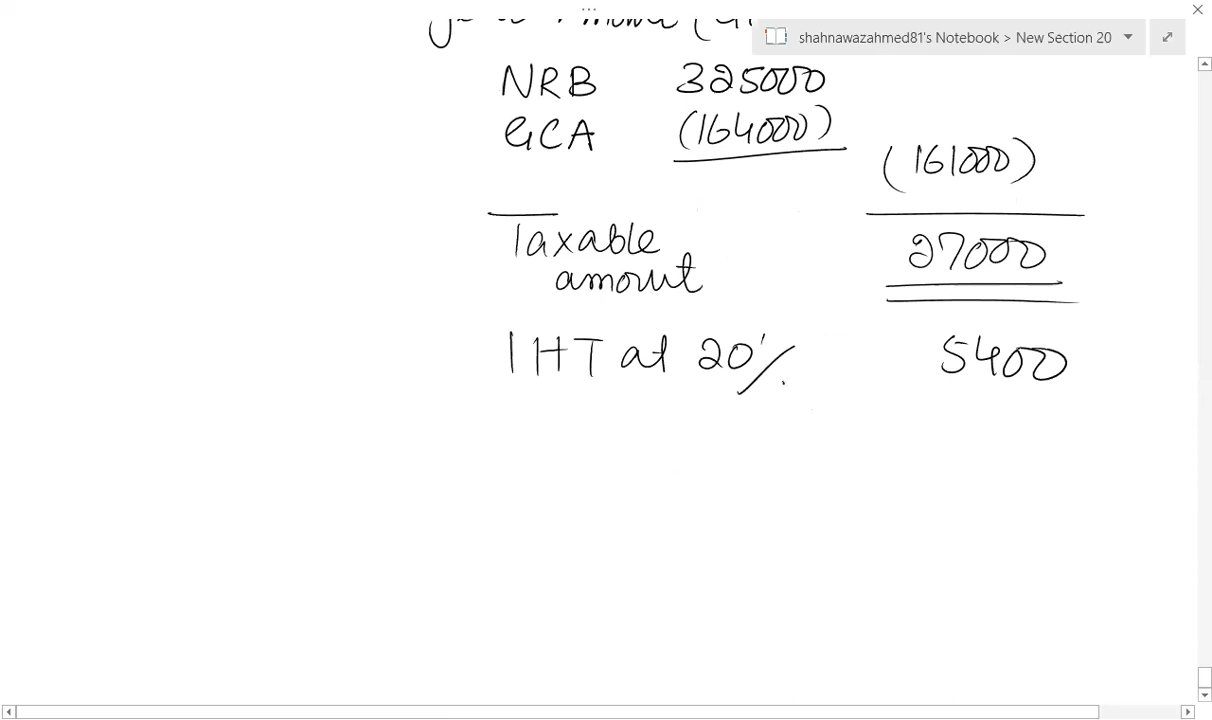 shahnawazahmed81's Notebook > New Section 20
NRB 325000
GCA (164000)
(161000)
Taxable 27000
amount
IHT at 20% 5400